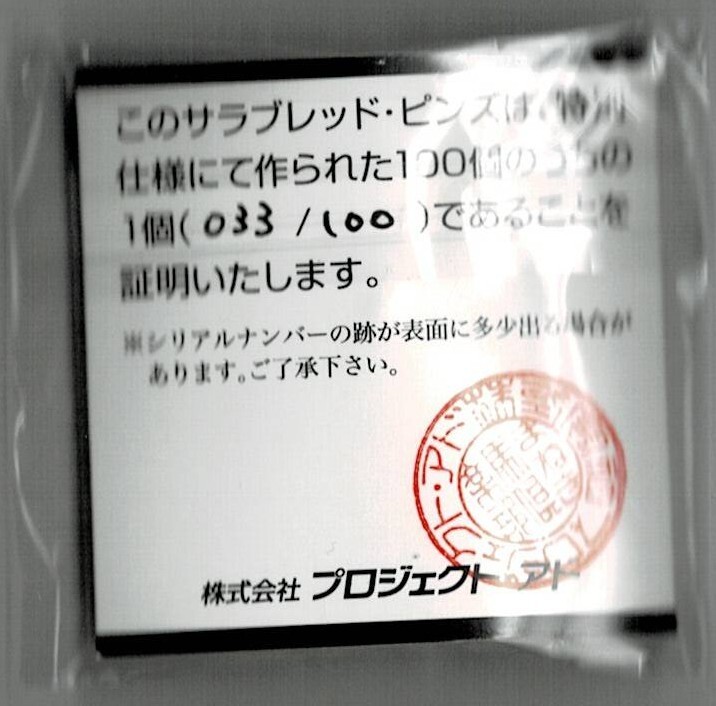 このサラブレッド・ピンズは、特別
仕様にて作られた100個のうちの
1個(033/100)であることを
証明いたします。
※シリアルナンバーの跡が表面に多少出る場合が
あります。ご了承下さい。
株式会社 プロジェクト・アド